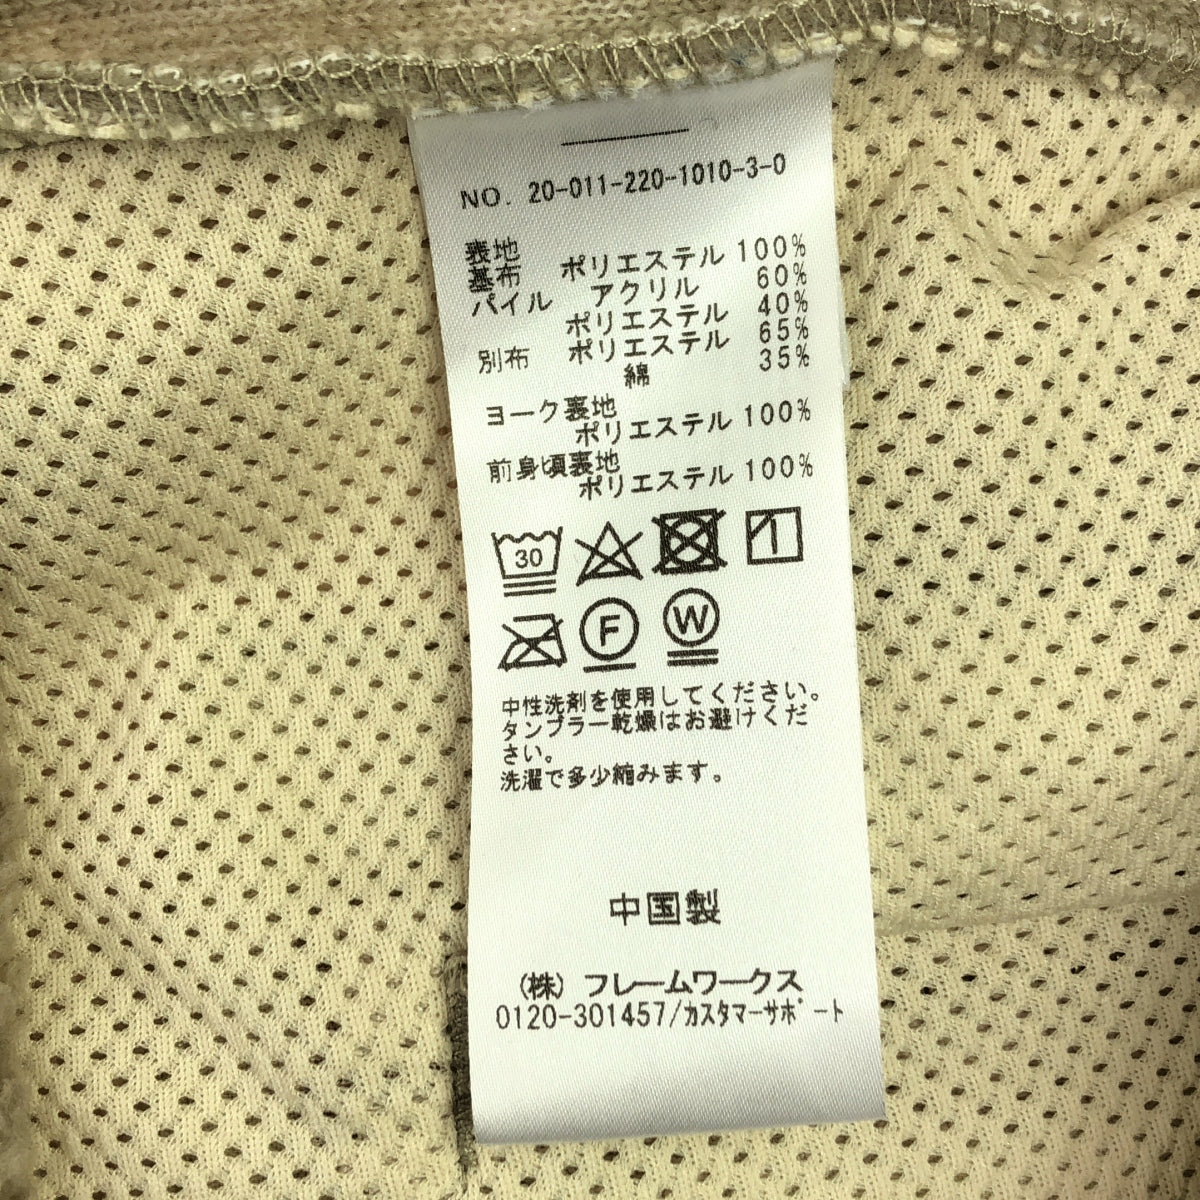 NO. 20-011-220-1010-3-0
表地
基布 ポリエステル 100%
パイル アクリル 60%
ポリエステル 40%
別布 ポリエステル 65%
綿 35%
ヨーク裏地
ポリエステル 100%
前身頃裏地
ポリエステル 100%
30
F W
中性洗剤を使用してください。
タンブラー乾燥はお避けくだ
さい。
洗濯で多少縮みます。
中国製
(株) フレームワークス
0120-301457/カスタマーサポート